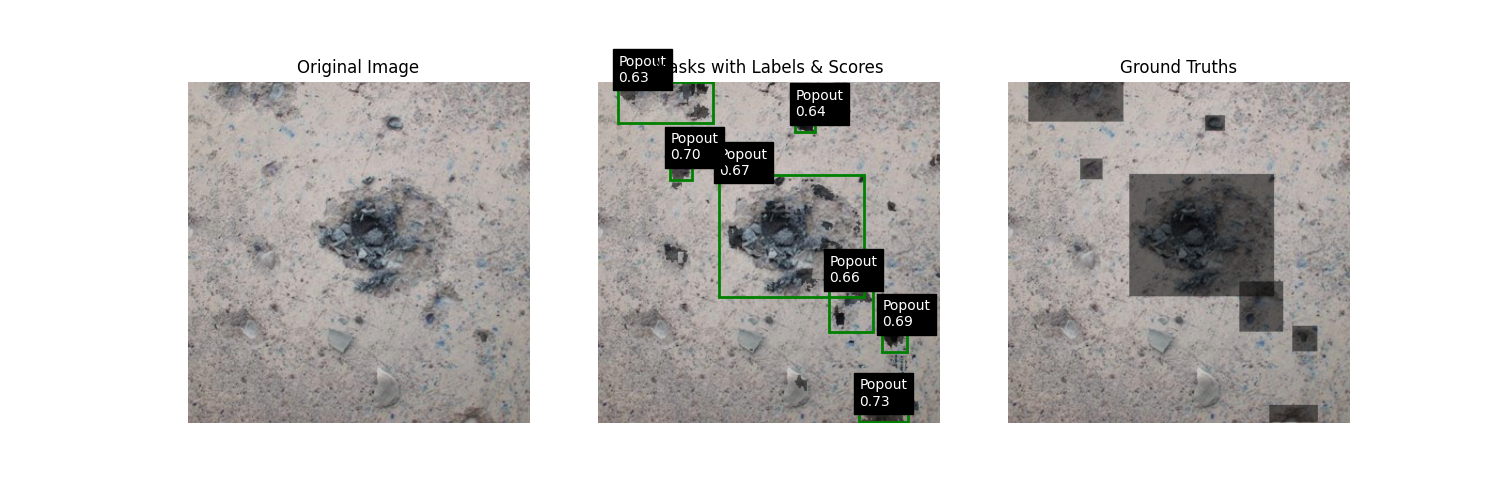 Original Image
asks with Labels & Scores
Ground Truths
Popout
0.63
Popout
0.64
Popout
0.70
Popout
0.67
Popout
0.66
Popout
0.69
Popout
0.73